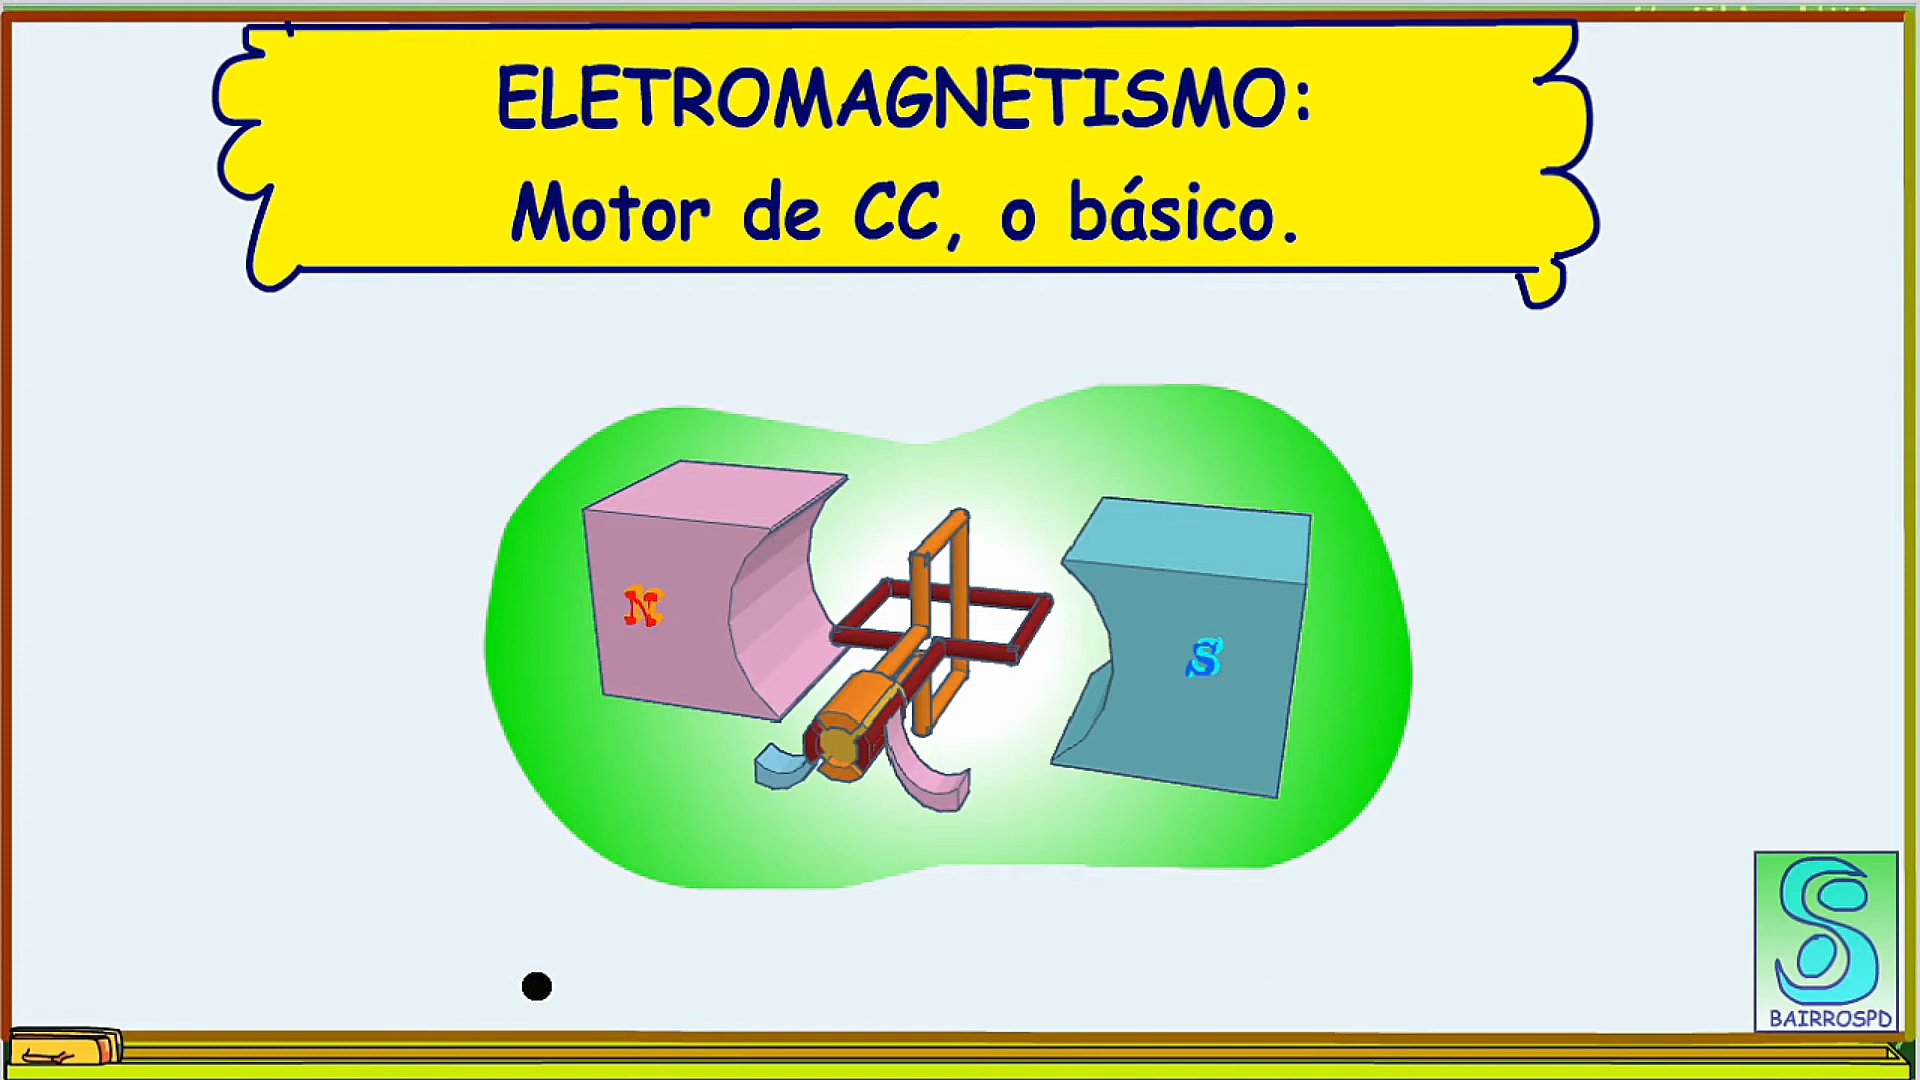 ELETROMAGNETISMO:
Motor de CC, o básico.
N
S
BAIRROSPD